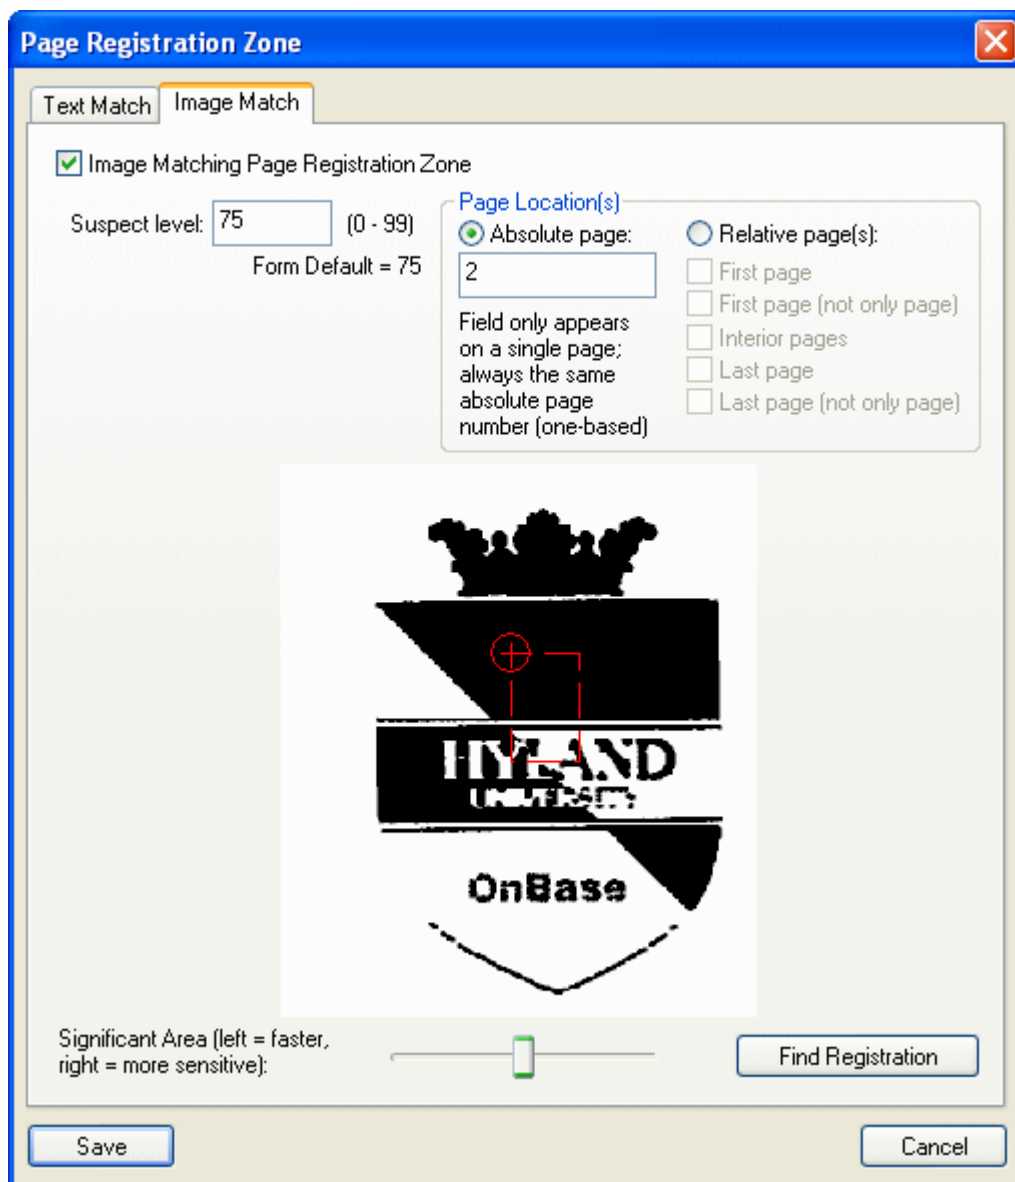 Page Registration Zone
Text Match
Image Match
Image Matching Page Registration Zone
Suspect level: 75 (0 - 99)
Form Default = 75
Page Location(s)
Absolute page:
2
Field only appears
on a single page;
always the same
absolute page
number (one-based)
Relative page(s):
First page
First page (not only page)
Interior pages
Last page
Last page (not only page)
HYLAND
UNIVERSITY
OnBase
Significant Area (left = faster,
right = more sensitive):
Find Registration
Save
Cancel